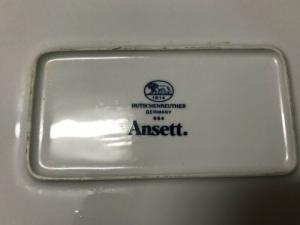 1814
HUTSCHENREUTHER
GERMANY
Ansett.